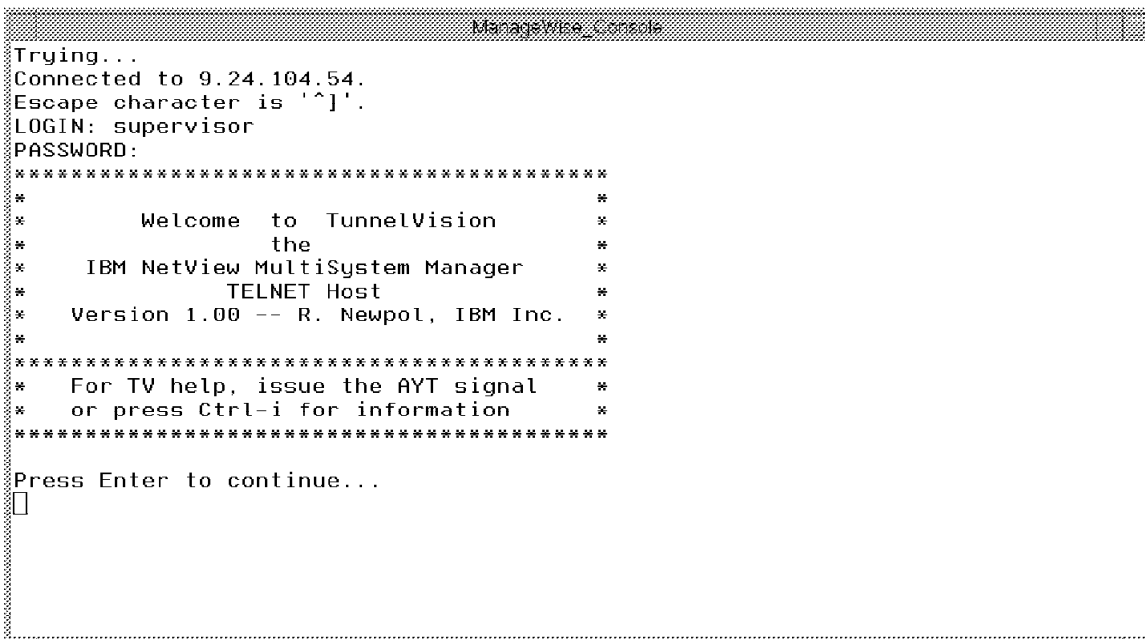 ManageWise_Console
Trying...
Connected to 9.24.104.54.
Escape character is '^]'.
LOGIN: supervisor
PASSWORD:
******************************************
*                                        *
*        Welcome  to  TunnelVision       *
*                 the                    *
*    IBM NetView MultiSystem Manager     *
*              TELNET Host               *
*   Version 1.00 -- R. Newpol, IBM Inc.  *
*                                        *
******************************************
*   For TV help, issue the AYT signal    *
*   or press Ctrl-i for information      *
******************************************
Press Enter to continue...